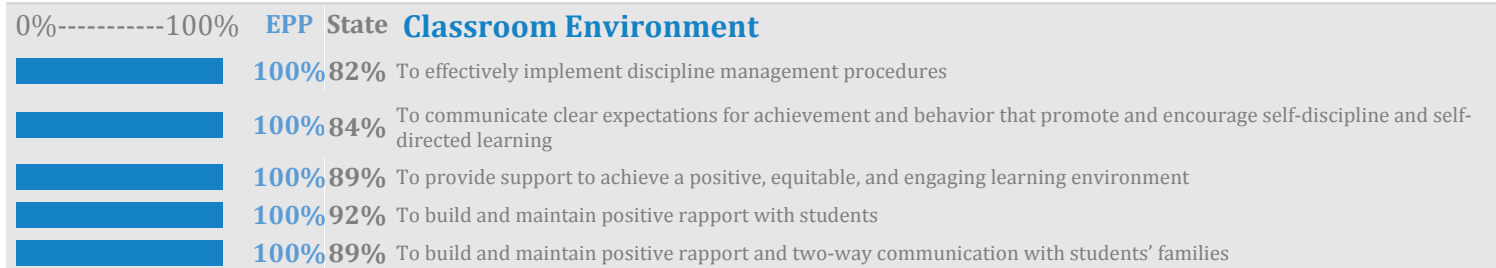 0%-----------100% EPP State Classroom Environment
100% 82% To effectively implement discipline management procedures
100% 84% To communicate clear expectations for achievement and behavior that promote and encourage self-discipline and self-
directed learning
100% 89% To provide support to achieve a positive, equitable, and engaging learning environment
100% 92% To build and maintain positive rapport with students
100% 89% To build and maintain positive rapport and two-way communication with students’ families